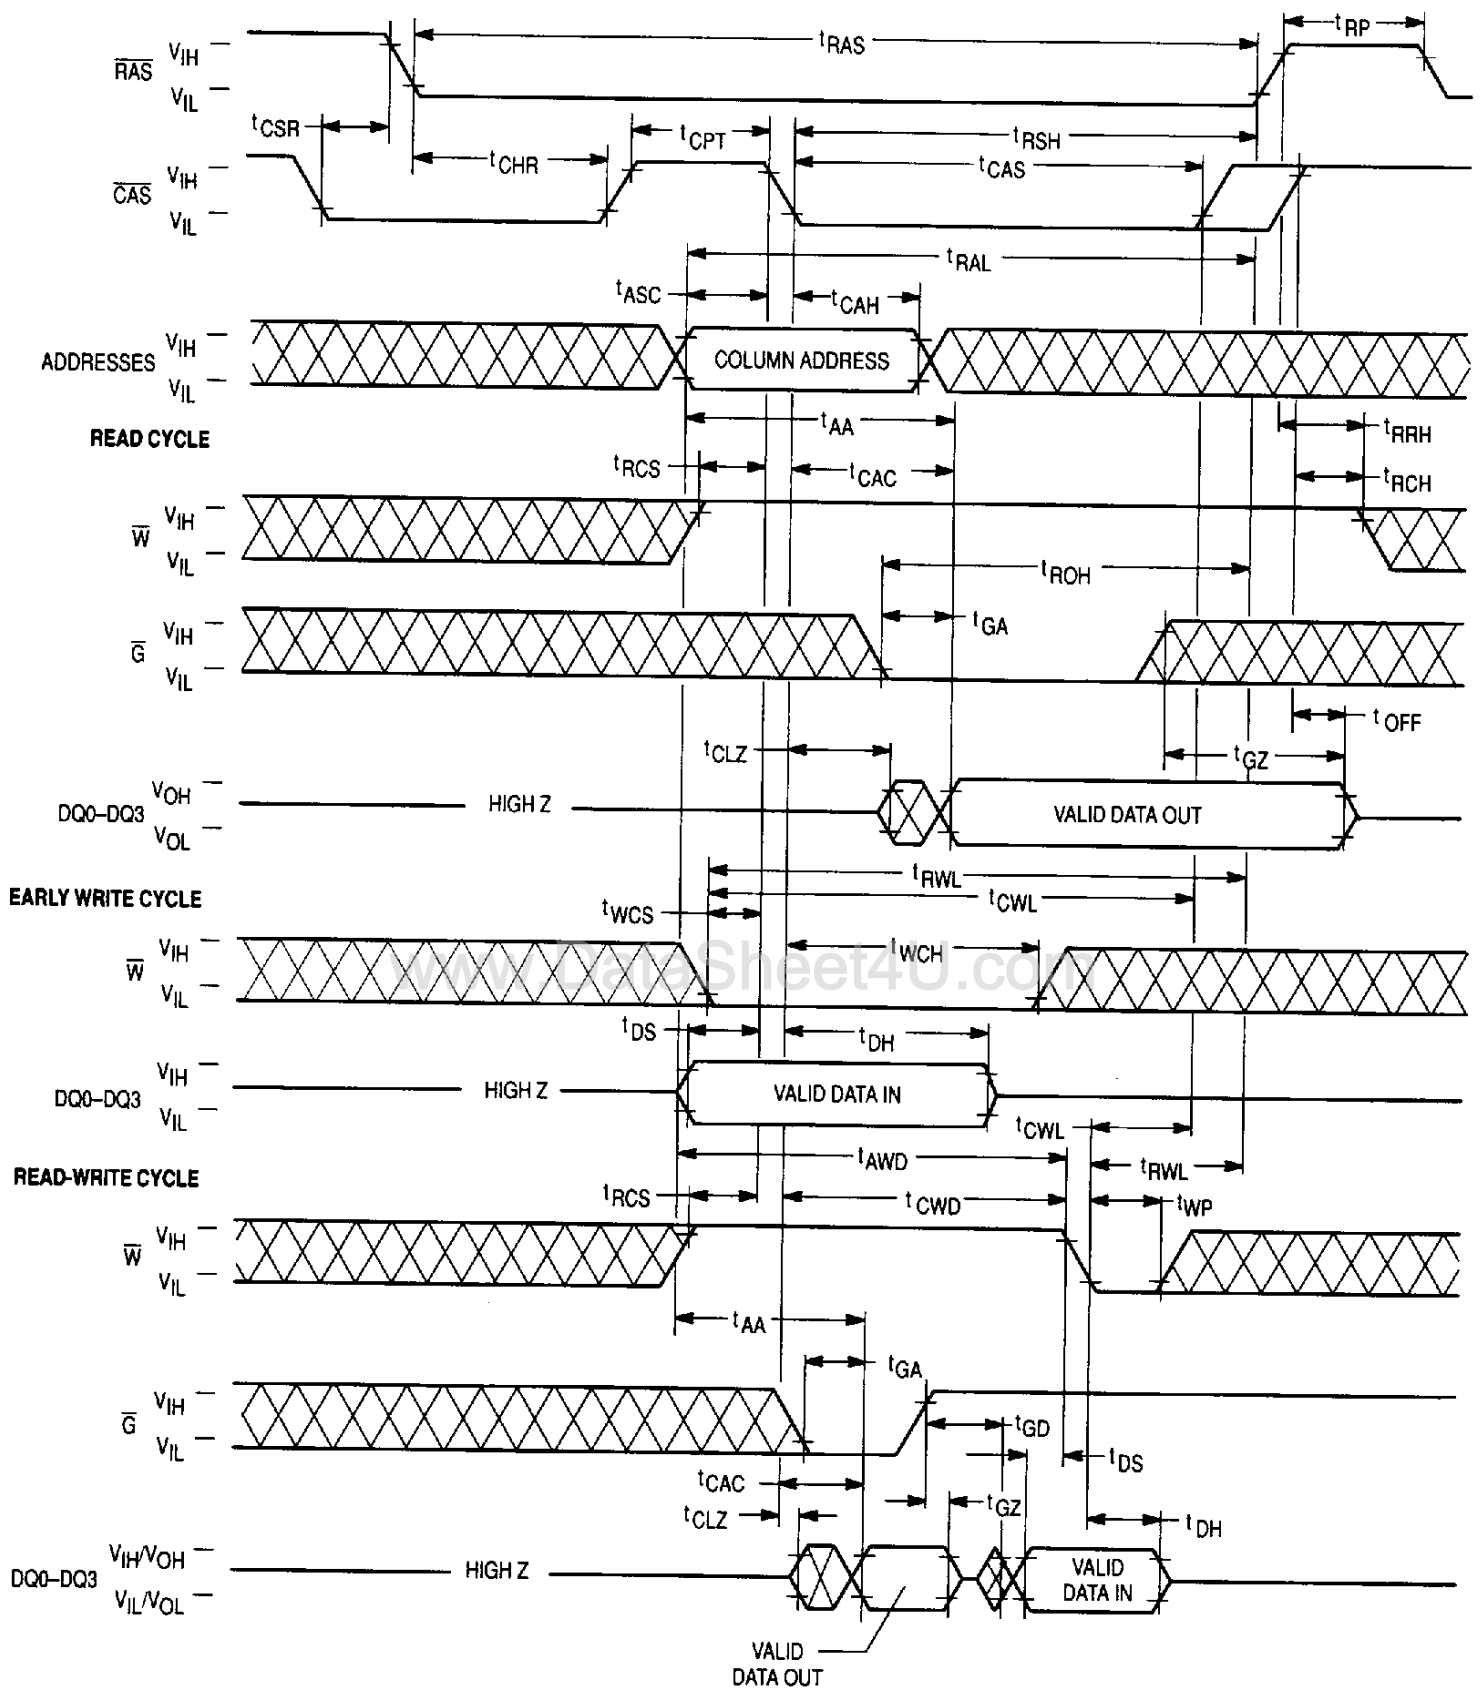 tRP
tRAS
RAS
VIH
VIL
tCSR
tCHR
tCPT
tRSH
tCAS
CAS
VIH
VIL
tRAL
tASC
tCAH
ADDRESSES
VIH
VIL
COLUMN ADDRESS
tAA
READ CYCLE
tRRH
tRCS
tCAC
tRCH
W
VIH
VIL
tROH
tGA
G
VIH
VIL
tOFF
tCLZ
tGZ
DQ0–DQ3
VOH
VOL
HIGH Z
VALID DATA OUT
tRWL
EARLY WRITE CYCLE
tCWL
tWCS
tWCH
W
VIH
VIL
www.DataSheet4U.com
tDS
tDH
DQ0–DQ3
VIH
VIL
HIGH Z
VALID DATA IN
tCWL
tAWD
tRWL
READ-WRITE CYCLE
tRCS
tCWD
tWP
W
VIH
VIL
tAA
tGA
G
VIH
VIL
tGD
tDS
tCAC
tCLZ
tGZ
tDH
DQ0–DQ3
VIH/VOH
VIL/VOL
HIGH Z
VALID
DATA IN
VALID
DATA OUT